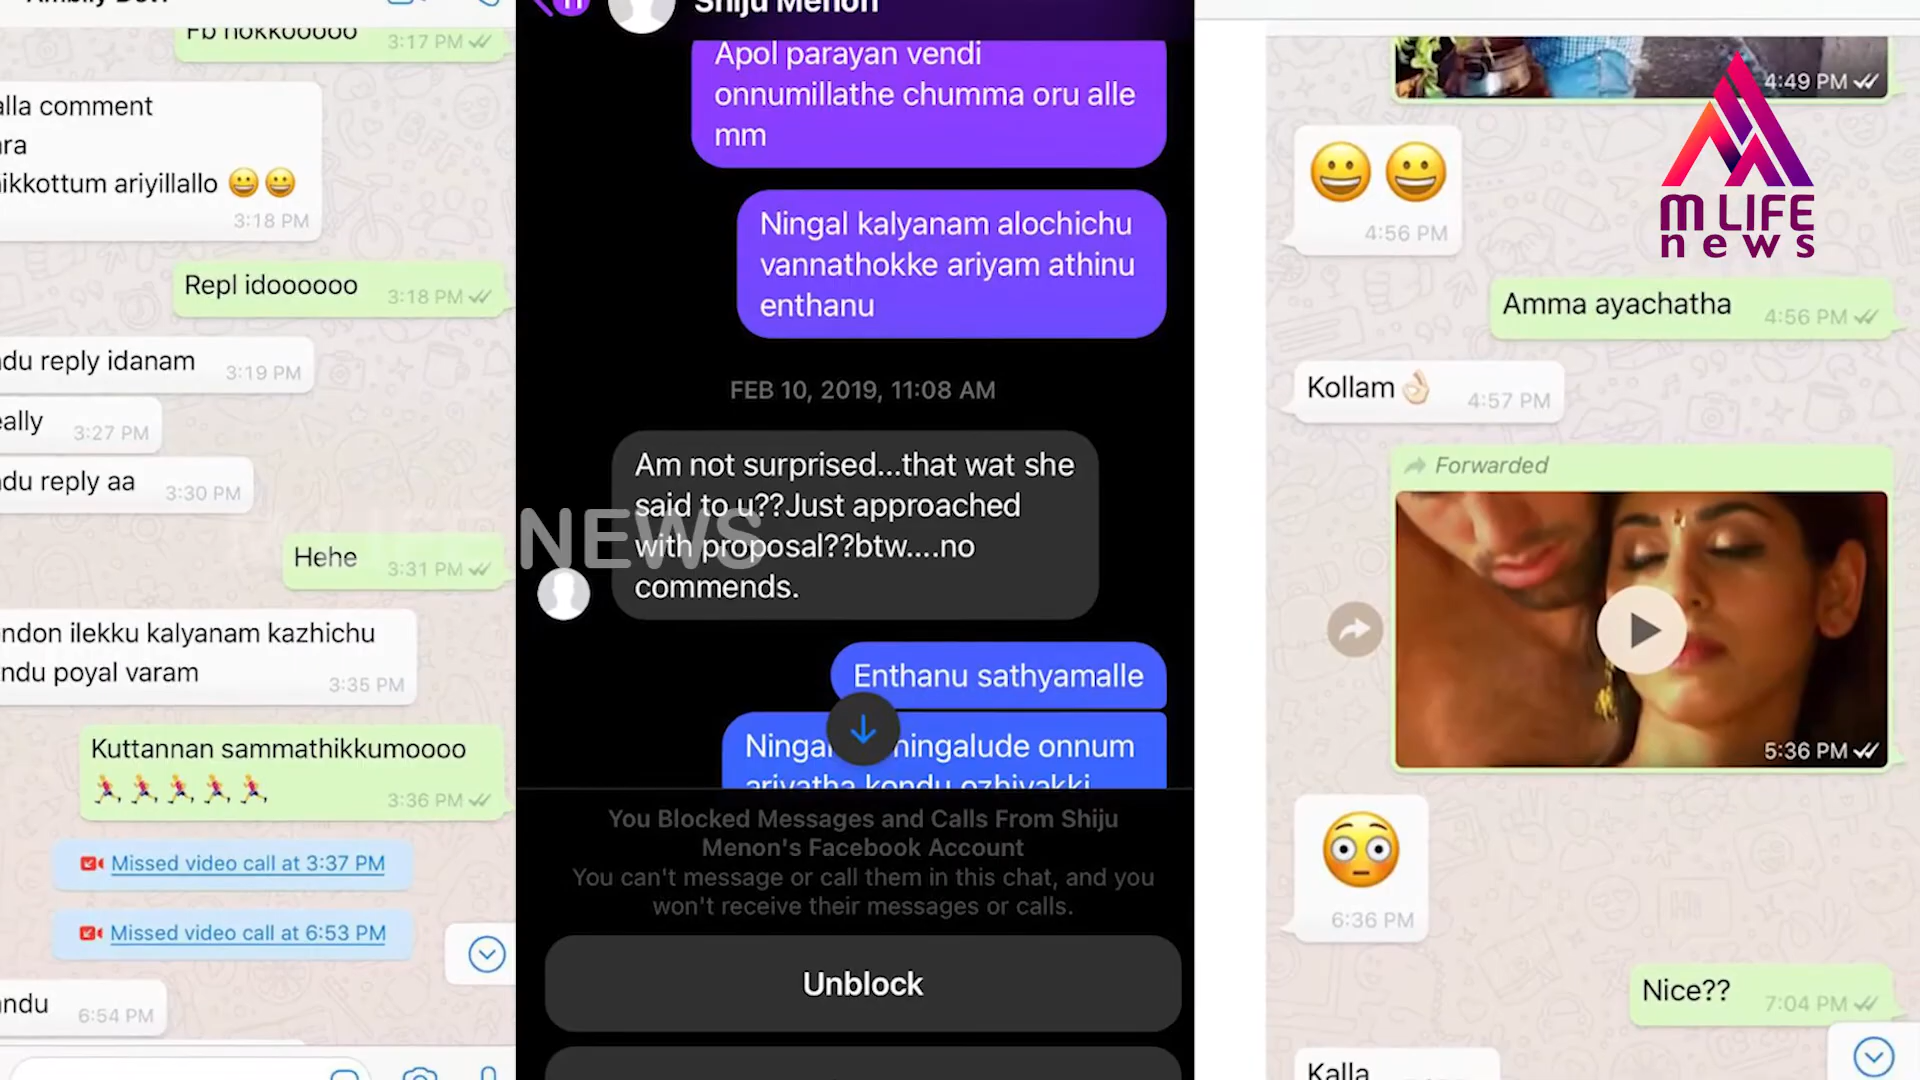 Fb nokkooooo
3:17 PM
alla comment
ara
ikkottum ariyillallo
3:18 PM
Repl idoooooo
3:18 PM
du reply idanam
3:19 PM
eally
3:27 PM
du reply aa
3:30 PM
Hehe
3:31 PM
ndon ilekku kalyanam kazhichu
ndu poyal varam
3:35 PM
Kuttannan sammathikkumoooo
3:36 PM
Missed video call at 3:37 PM
Missed video call at 6:53 PM
ndu
6:54 PM
Shiju Menon
Apol parayan vendi
onnumillathe chumma oru alle
mm
Ningal kalyanam alochichu
vannathokke ariyam athinu
enthanu
FEB 10, 2019, 11:08 AM
Am not surprised...that wat she
said to u??Just approached
with proposal??btw....no
commends.
NEWS
Enthanu sathyamalle
ningalude onnum
ariyatha kondu ozhivakki
You Blocked Messages and Calls From Shiju
Menon's Facebook Account
You can't message or call them in this chat, and you
won't receive their messages or calls.
Unblock
4:49 PM
M LIFE
news
4:56 PM
Amma ayachatha
4:56 PM
Kollam
4:57 PM
Forwarded
5:36 PM
6:36 PM
Nice??
7:04 PM
Kalla